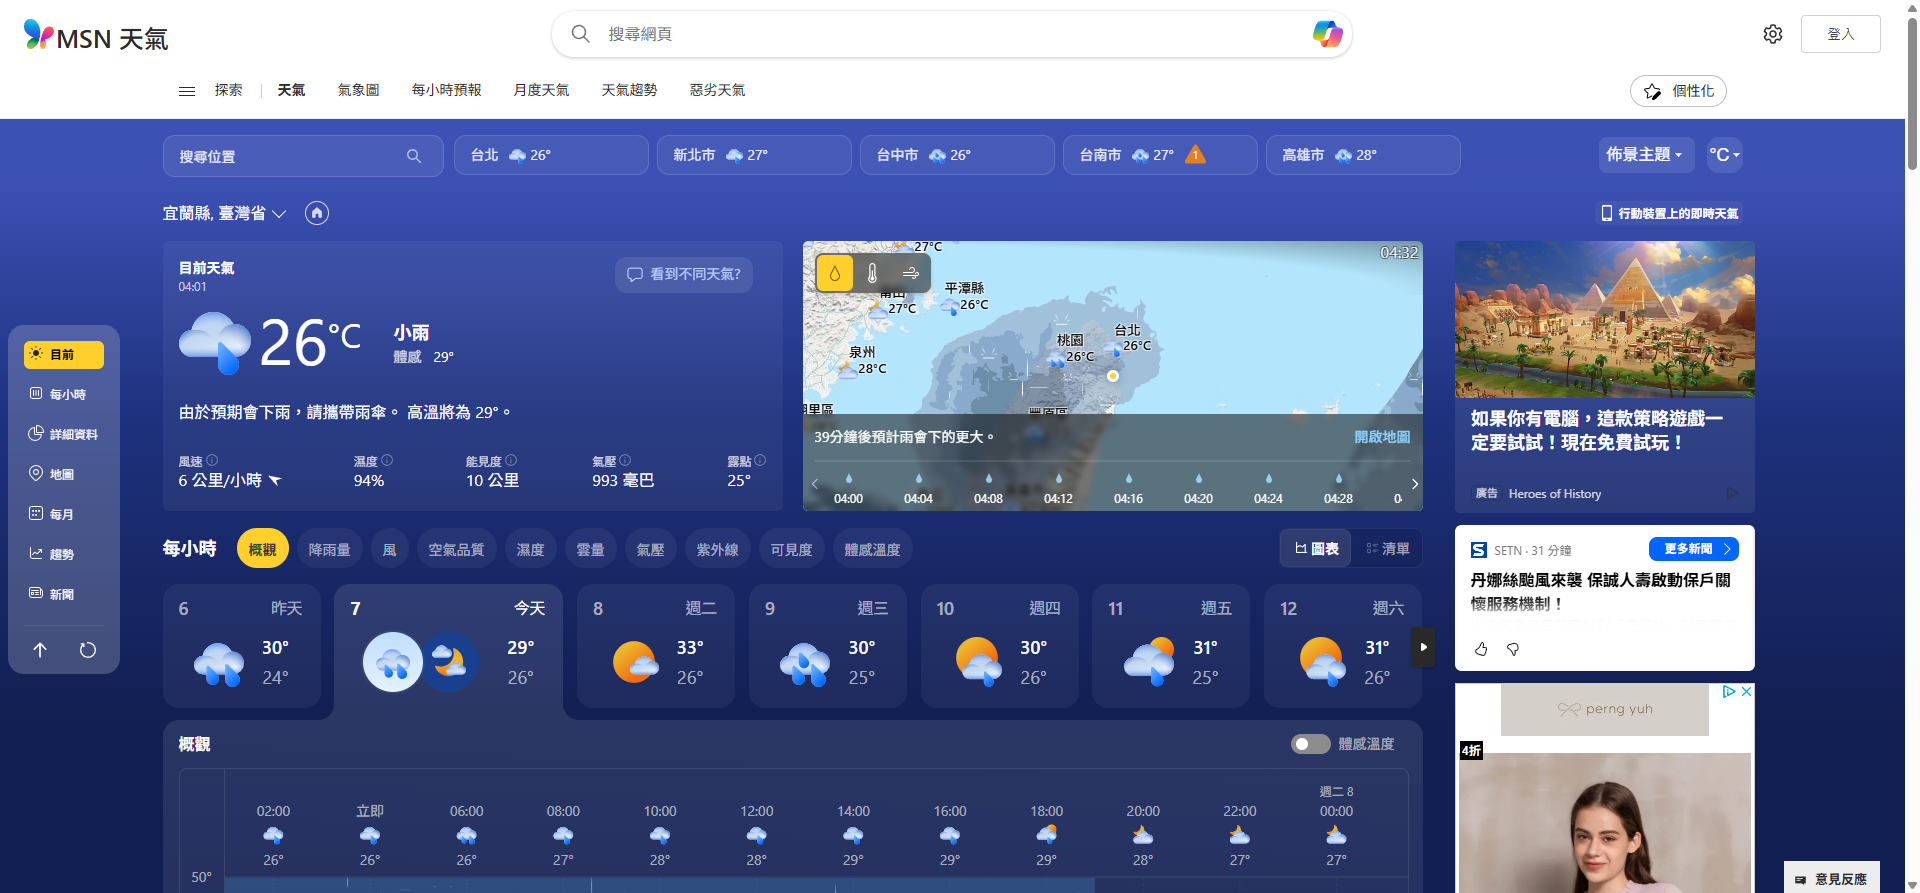 MSN 天氣
搜尋網頁
登入
探索
天氣
氣象圖
每小時預報
月度天氣
天氣趨勢
惡劣天氣
個性化
搜尋位置
台北 26°
新北市 27°
台中市 26°
台南市 27° 1
高雄市 28°
佈景主題
°C
宜蘭縣, 臺灣省
行動裝置上的即時天氣
目前
每小時
詳細資料
地圖
每月
趨勢
新聞
目前天氣
04:01
看到不同天氣?
26°C
小雨
體感 29°
由於預期會下雨，請攜帶雨傘。 高溫將為 29°。
風速
6 公里/小時
濕度
94%
能見度
10 公里
氣壓
993 毫巴
露點
25°
04:32
27°C
平潭縣
26°C
27°C
台北
26°C
桃園
26°C
泉州
28°C
39分鐘後預計雨會下的更大。
開啟地圖
04:00 04:04 04:08 04:12 04:16 04:20 04:24 04:28
如果你有電腦，這款策略遊戲一
定要試試！現在免費試玩！
廣告 Heroes of History
SETN · 31 分鐘
更多新聞
丹娜絲颱風來襲 保誠人壽啟動保戶關
懷服務機制！
perng yuh
4折
每小時
概觀
降雨量
風
空氣品質
濕度
雲量
氣壓
紫外線
可見度
體感溫度
圖表
清單
6 昨天
30°
24°
7 今天
29°
26°
8 週二
33°
26°
9 週三
30°
25°
10 週四
30°
26°
11 週五
31°
25°
12 週六
31°
26°
概觀
體感溫度
週二 8
02:00 立即 06:00 08:00 10:00 12:00 14:00 16:00 18:00 20:00 22:00 00:00
26° 26° 26° 27° 28° 28° 29° 29° 29° 28° 27° 27°
50°
意見反應